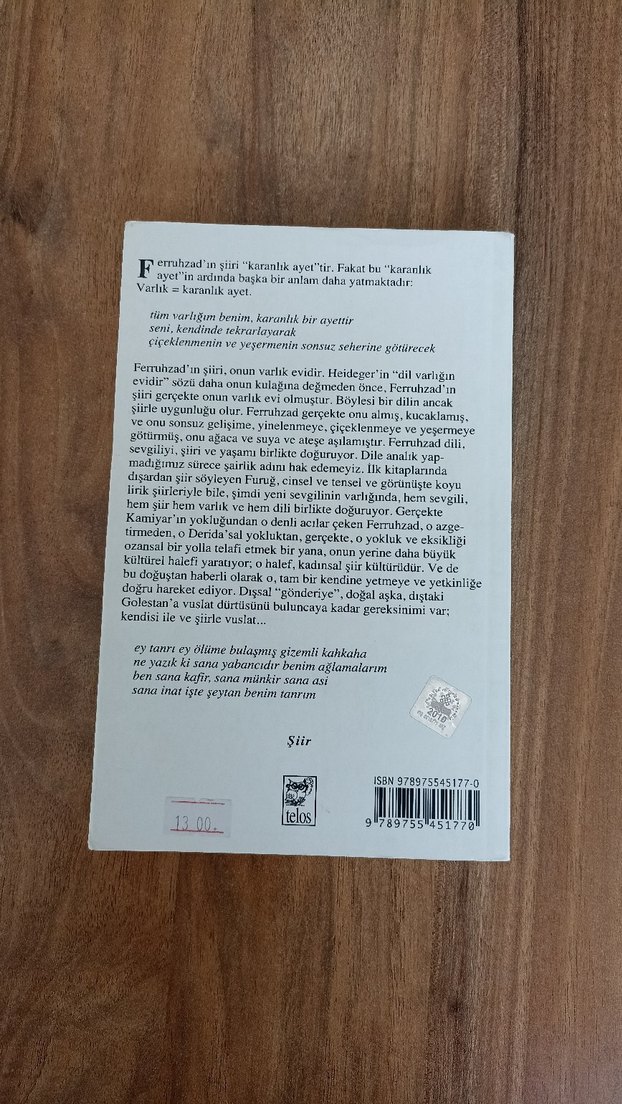 Ferruhzad'ın şiiri "karanlık ayet"tir. Fakat bu "karanlık
ayet"in ardında başka bir anlam daha yatmaktadır:
Varlık = karanlık ayet.
tüm varlığım benim, karanlık bir ayettir
seni, kendinde tekrarlayarak
çiçeklenmenin ve yeşermenin sonsuz seherine götürecek
Ferruhzad'ın şiiri, onun varlık evidir. Heideger'in "dil varlığın
evidir" sözü daha onun kulağına değmeden önce, Ferruhzad'ın
şiiri gerçekte onun varlık evi olmuştur. Böylesi bir dilin ancak
şiirle uygunluğu olur. Ferruhzad gerçekte onu almış, kucaklamış,
ve onu sonsuz gelişime, yinelenmeye, çiçeklenmeye ve yeşermeye
götürmüş, onu ağaca ve suya ve ateşe aşılamıştır. Ferruhzad dili,
sevgiliyi, şiiri ve yaşamı birlikte doğuruyor. Dile analık yap-
madığımız sürece şairlik adını hak edemeyiz. İlk kitaplarında
dışardan şiir söyleyen Furuğ, cinsel ve tensel ve görünüşte koyu
lirik şiirleriyle bile, şimdi yeni sevgilinin varlığında, hem sevgili,
hem şiir hem varlık ve hem dili birlikte doğuruyor. Gerçekte
Kamiyar'ın yokluğundan o denli acılar çeken Ferruhzad, o azge-
tirmeden, o Derida'sal yokluktan, gerçekte, o yokluk ve eksikliği
ozansal bir yolla telafi etmek bir yana, onun yerine daha büyük
kültürel halefi yaratıyor; o halef, kadınsal şiir kültürüdür. Ve de
bu doğuştan haberli olarak o, tam bir kendine yetmeye ve yetkinliğe
doğru hareket ediyor. Dışsal "gönderiye", doğal aşka, dıştaki
Golestan'a vuslat dürtüsünü buluncaya kadar gereksinimi var;
kendisi ile ve şiirle vuslat...
ey tanrı ey ölüme bulaşmış gizemli kahkaha
ne yazık ki sana yabancıdır benim ağlamalarım
ben sana kafir, sana münkir sana asi
sana inat işte şeytan benim tanrım
2010
Şiir
telos
13 00.
ISBN 978975545177-0
9 789755 451770